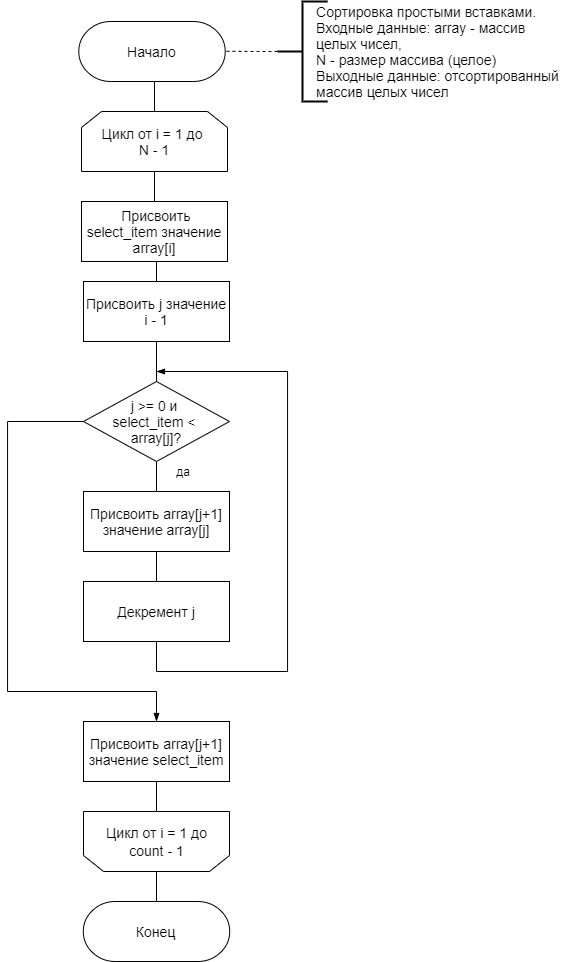 Начало
Сортировка простыми вставками.
Входные данные: array - массив
целых чисел,
N - размер массива (целое)
Выходные данные: отсортированный
массив целых чисел
Цикл от i = 1 до
N - 1
Присвоить
select_item значение
array[i]
Присвоить j значение
i - 1
j >= 0 и
select_item <
array[j]?
да
Присвоить array[j+1]
значение array[j]
Декремент j
Присвоить array[j+1]
значение select_item
Цикл от i = 1 до
count - 1
Конец